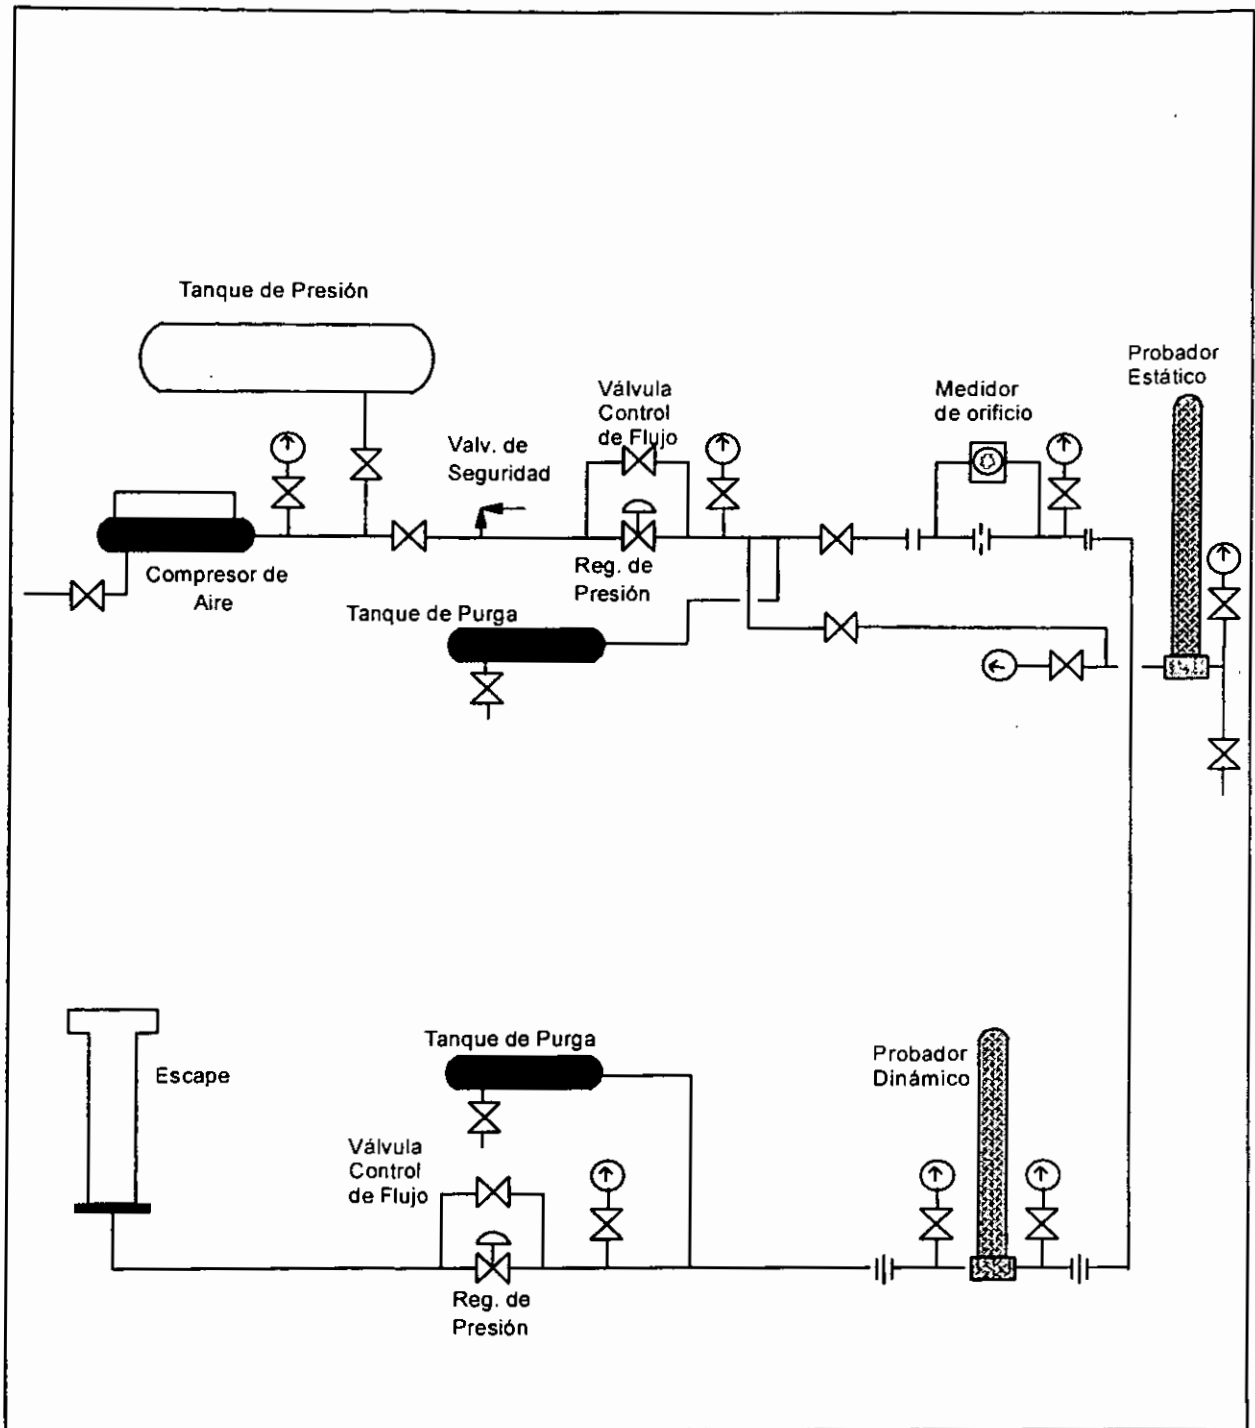 Tanque de Presión
Probador
Estático
Válvula
Control
de Flujo
Medidor
de orificio
Valv. de
Seguridad
Compresor de
Aire
Reg. de
Presión
Tanque de Purga
Tanque de Purga
Probador
Dinámico
Escape
Válvula
Control
de Flujo
Reg. de
Presión